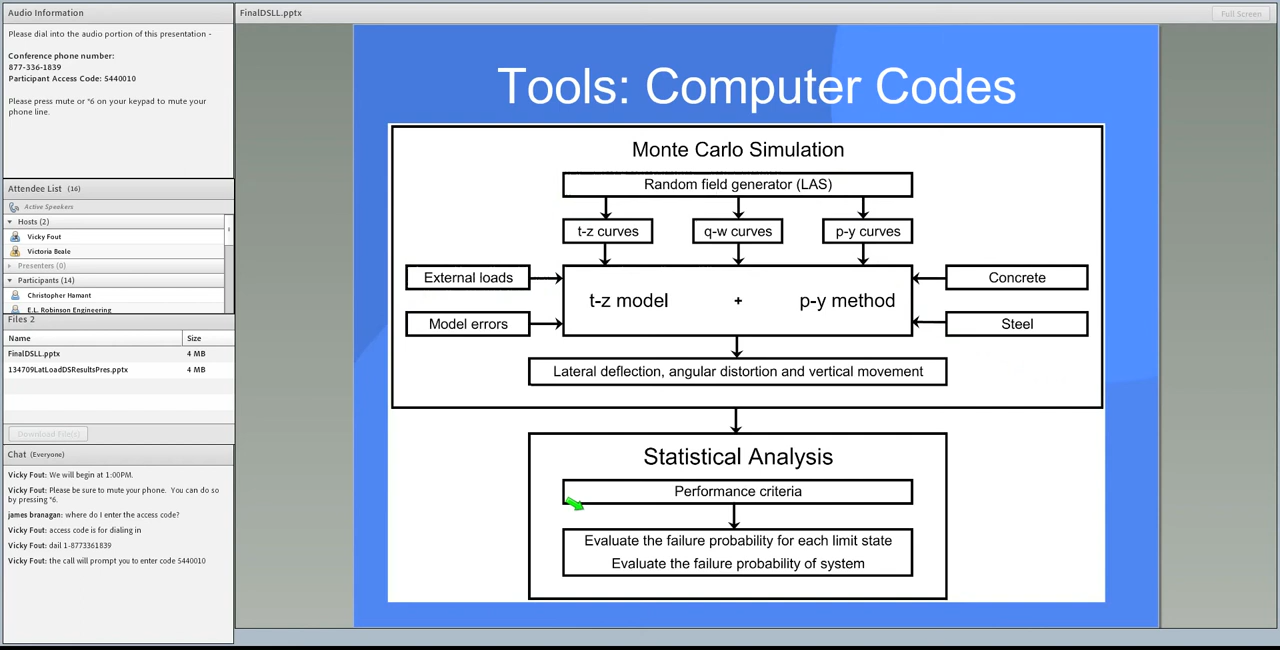 Audio Information
Please dial into the audio portion of this presentation -
Conference phone number:
877-336-1839
Participant Access Code: 5440010
Please press mute or *6 on your keypad to mute your
phone line.
Attendee List (16)
Active Speakers
Hosts (2)
Vicky Fout
Victoria Beale
Presenters (0)
Participants (14)
Christopher Hamant
E.L. Robinson Engineering
Files 2
Name Size
FinalDSLL.pptx 4 MB
134709LatLoadDSResultsPres.pptx 4 MB
Download File(s)
Chat (Everyone)
Vicky Fout: We will begin at 1:00PM.
Vicky Fout: Please be sure to mute your phone. You can do so
by pressing *6.
james branagan: where do I enter the access code?
Vicky Fout: access code is for dialing in
Vicky Fout: dail 1-8773361839
Vicky Fout: the call will prompt you to enter code 5440010
FinalDSLL.pptx
Full Screen
Tools: Computer Codes
Monte Carlo Simulation
Random field generator (LAS)
t-z curves
q-w curves
p-y curves
External loads
Concrete
t-z model + p-y method
Model errors
Steel
Lateral deflection, angular distortion and vertical movement
Statistical Analysis
Performance criteria
Evaluate the failure probability for each limit state
Evaluate the failure probability of system